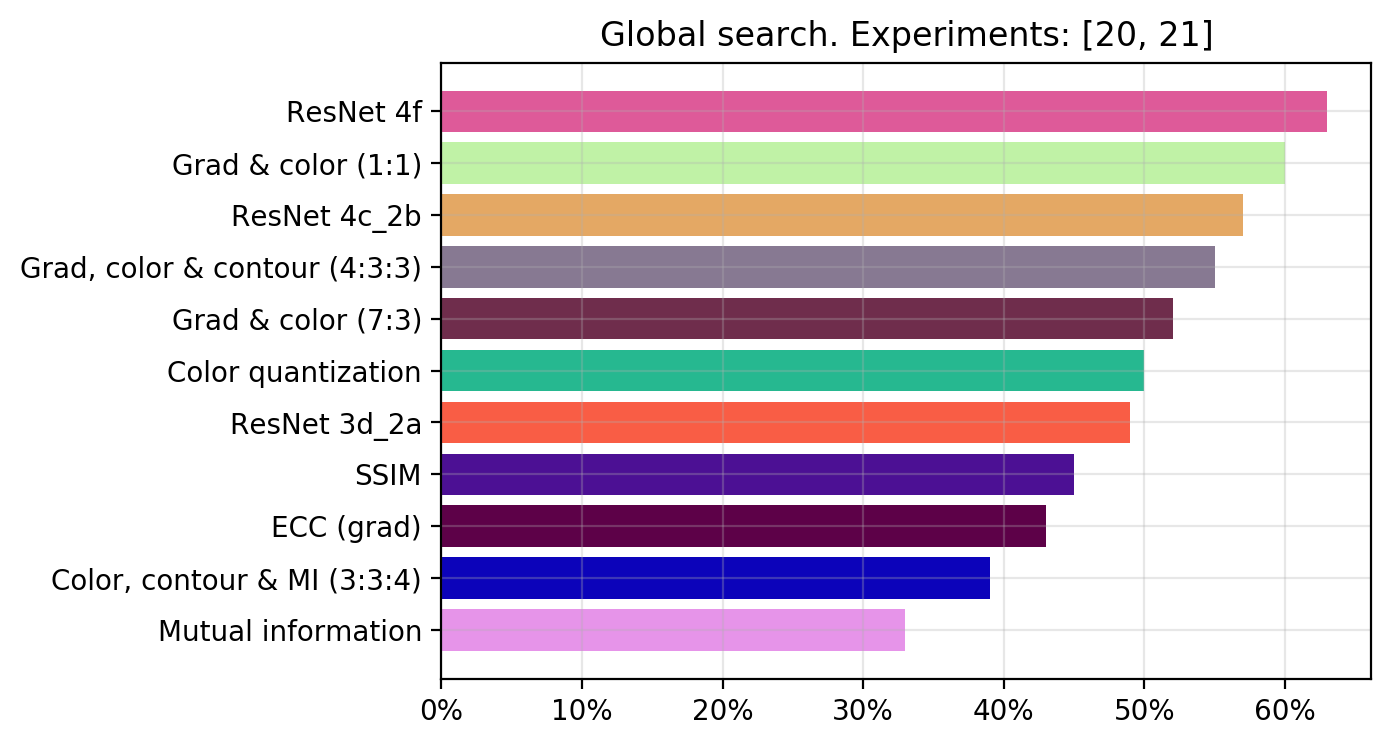 Global search. Experiments: [20, 21]
ResNet 4f
Grad & color (1:1)
ResNet 4c_2b
Grad, color & contour (4:3:3)
Grad & color (7:3)
Color quantization
ResNet 3d_2a
SSIM
ECC (grad)
Color, contour & MI (3:3:4)
Mutual information
0% 10% 20% 30% 40% 50% 60%